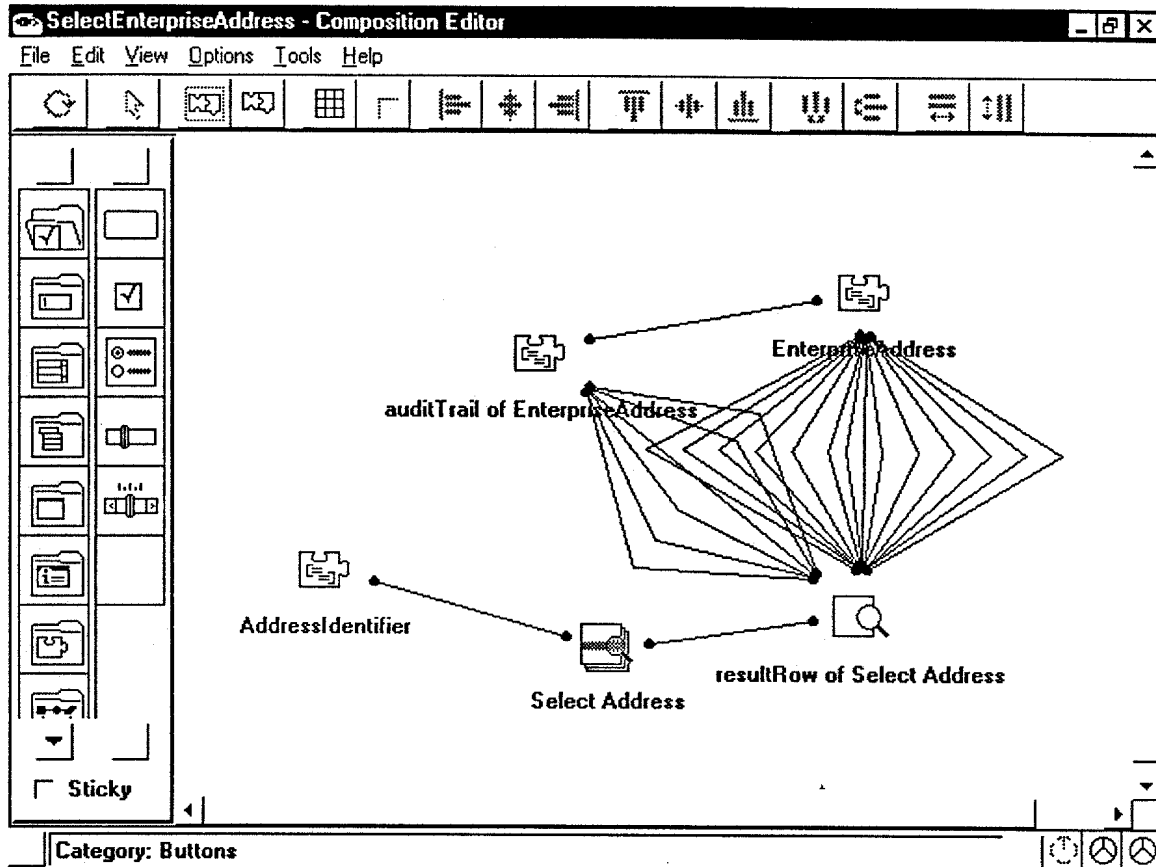 SelectEnterpriseAddress - Composition Editor
File Edit View Options Tools Help
EnterpriseAddress
auditTrail of EnterpriseAddress
AddressIdentifier
resultRow of Select Address
Select Address
Sticky
Category: Buttons